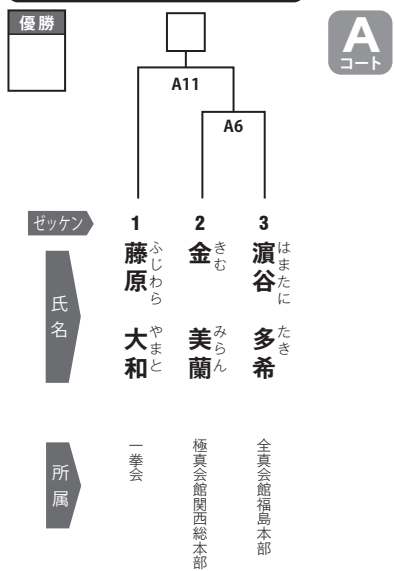 優勝
A
コート
A11
A6
ゼッケン
1
2
3
氏名
藤原 大和
ふじわら やまと
金 美蘭
きむ みらん
濵谷 多希
はまたに たき
所属
一拳会
極真会館関西総本部
全真会館福島本部